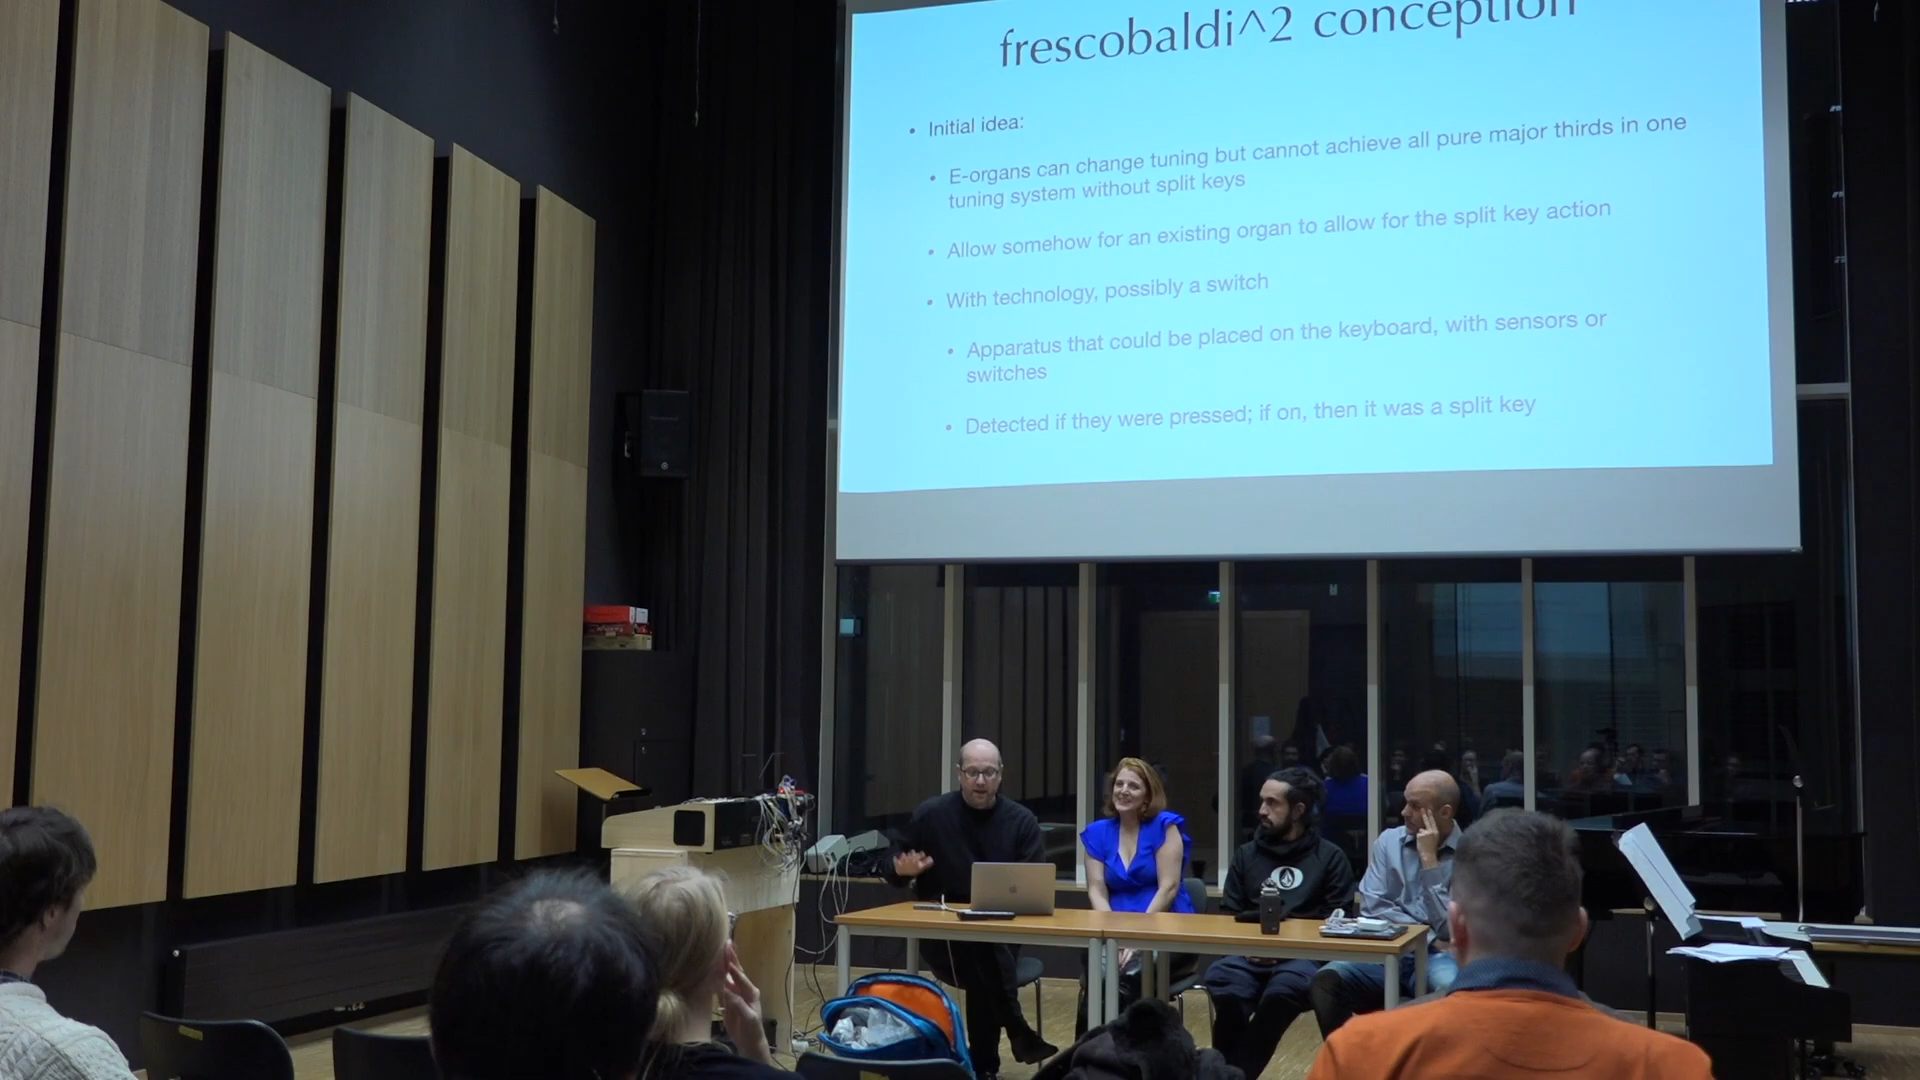 frescobaldi^2 conception
• Initial idea:
• E-organs can change tuning but cannot achieve all pure major thirds in one
tuning system without split keys
• Allow somehow for an existing organ to allow for the split key action
• With technology, possibly a switch
• Apparatus that could be placed on the keyboard, with sensors or
switches
• Detected if they were pressed; if on, then it was a split key